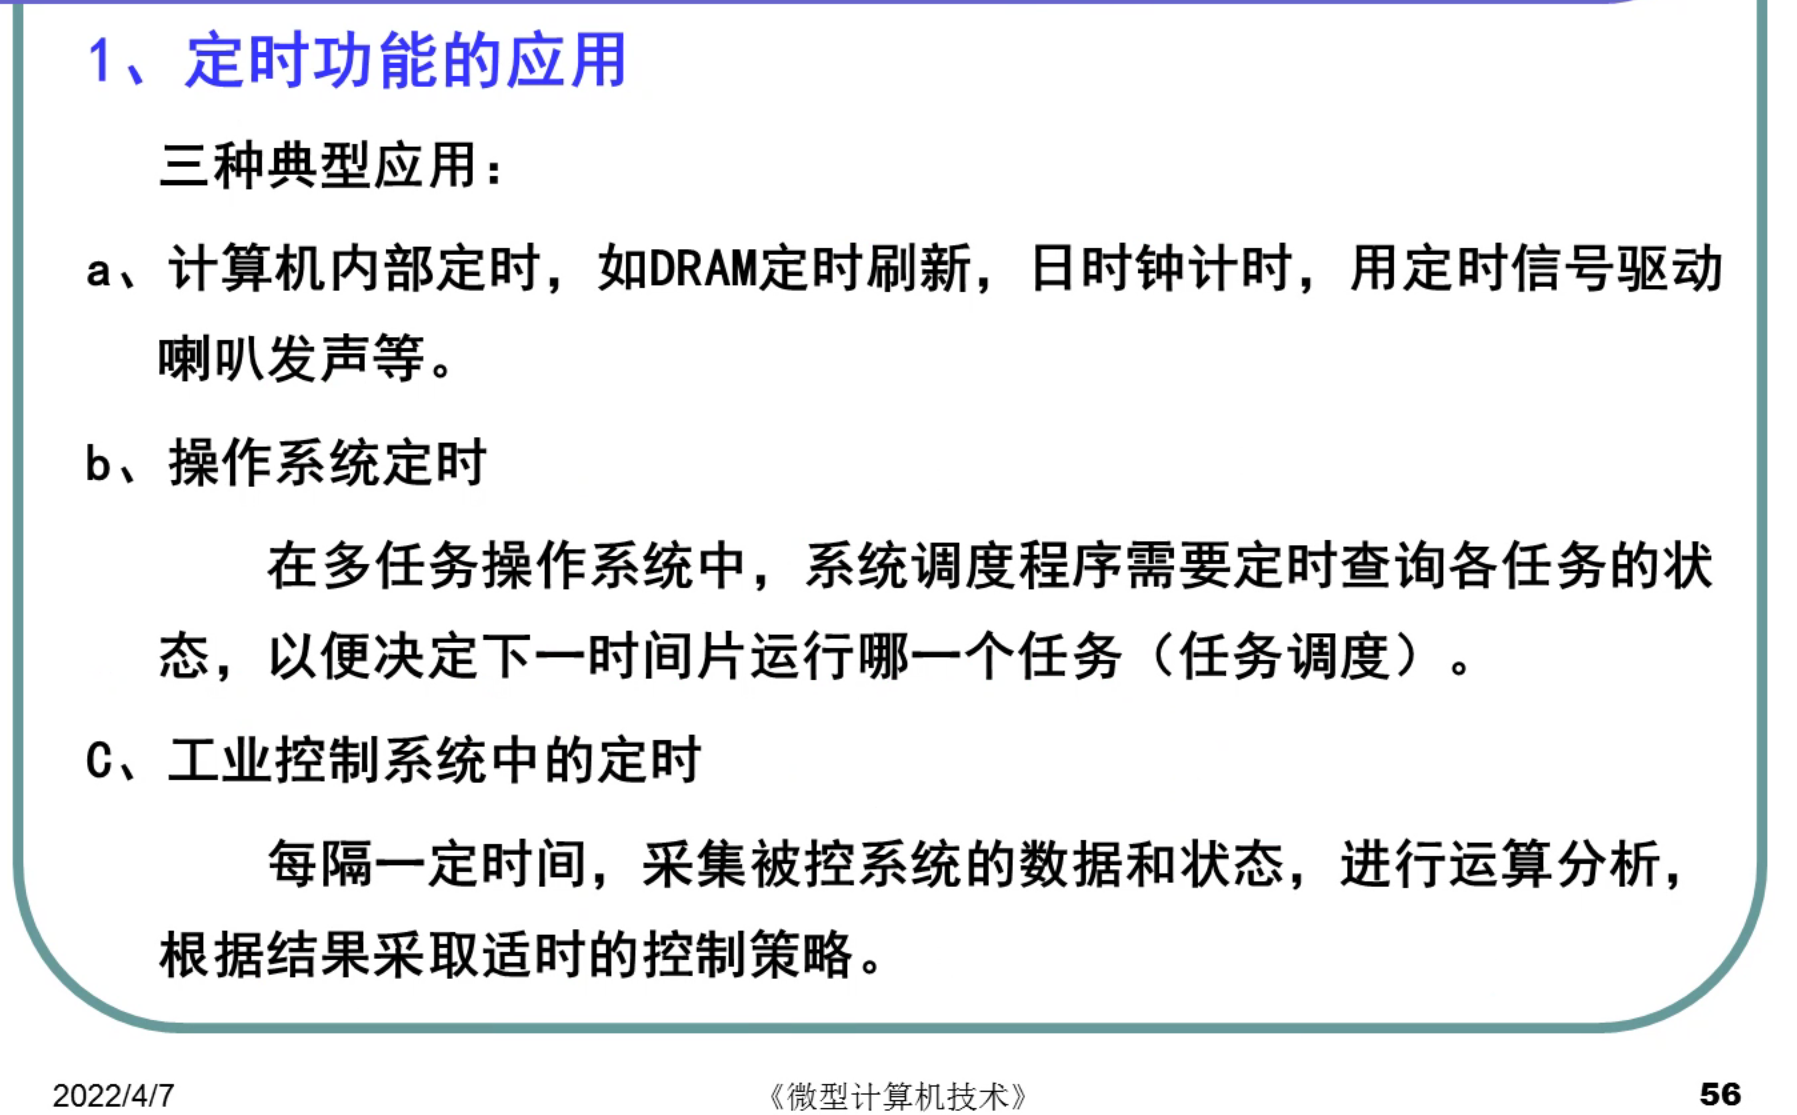 1、定时功能的应用
三种典型应用：
a、计算机内部定时，如DRAM定时刷新，日时钟计时，用定时信号驱动
喇叭发声等。
b、操作系统定时
在多任务操作系统中，系统调度程序需要定时查询各任务的状
态，以便决定下一时间片运行哪一个任务（任务调度）。
C、工业控制系统中的定时
每隔一定时间，采集被控系统的数据和状态，进行运算分析，
根据结果采取适时的控制策略。
2022/4/7
《微型计算机技术》
56